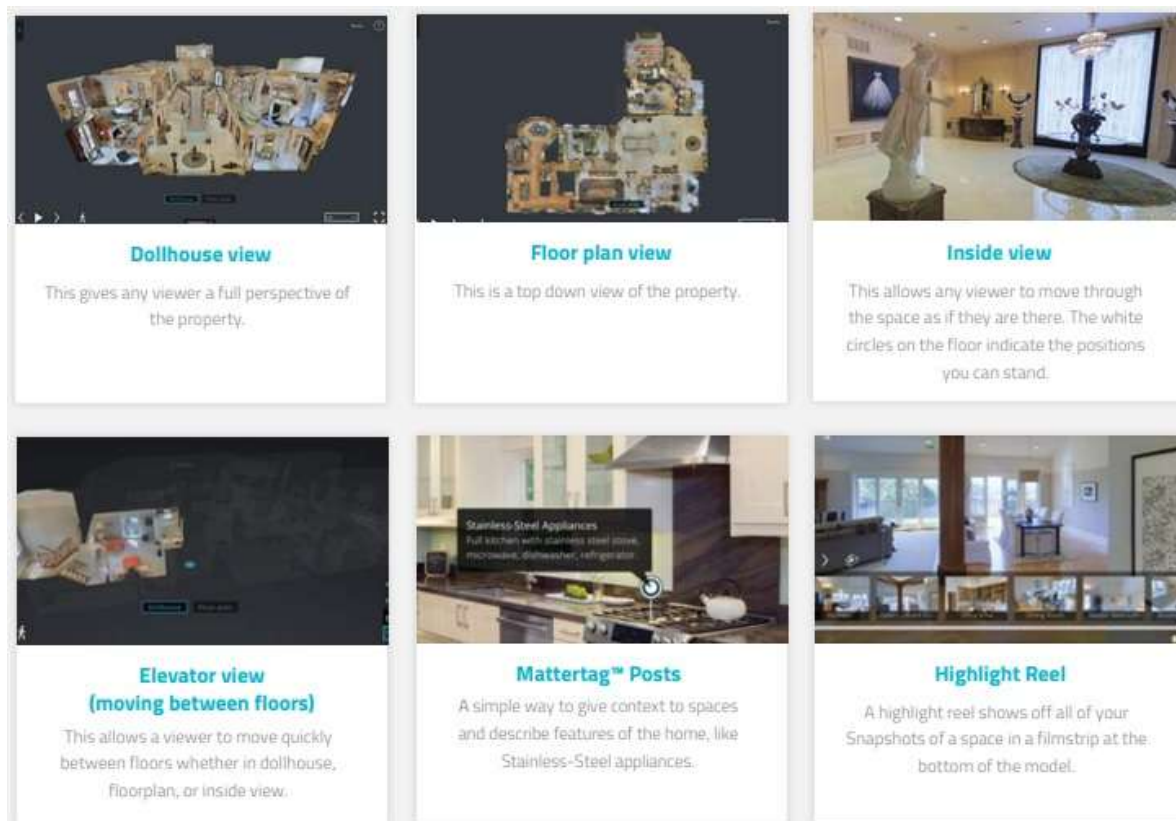 Dollhouse view
This gives any viewer a full perspective of
the property.
Floor plan view
This is a top down view of the property.
Inside view
This allows any viewer to move through
the space as if they are there. The white
circles on the floor indicate the positions
you can stand.
Elevator view
(moving between floors)
This allows a viewer to move quickly
between floors whether in dollhouse,
floorplan, or inside view.
Stainless-Steel Appliances
Full kitchen with stainless steel stove,
microwave, dishwasher, refrigerator
Mattertag™ Posts
A simple way to give context to spaces
and describe features of the home, like
Stainless-Steel appliances.
Highlight Reel
A highlight reel shows off all of your
Snapshots of a space in a filmstrip at the
bottom of the model.